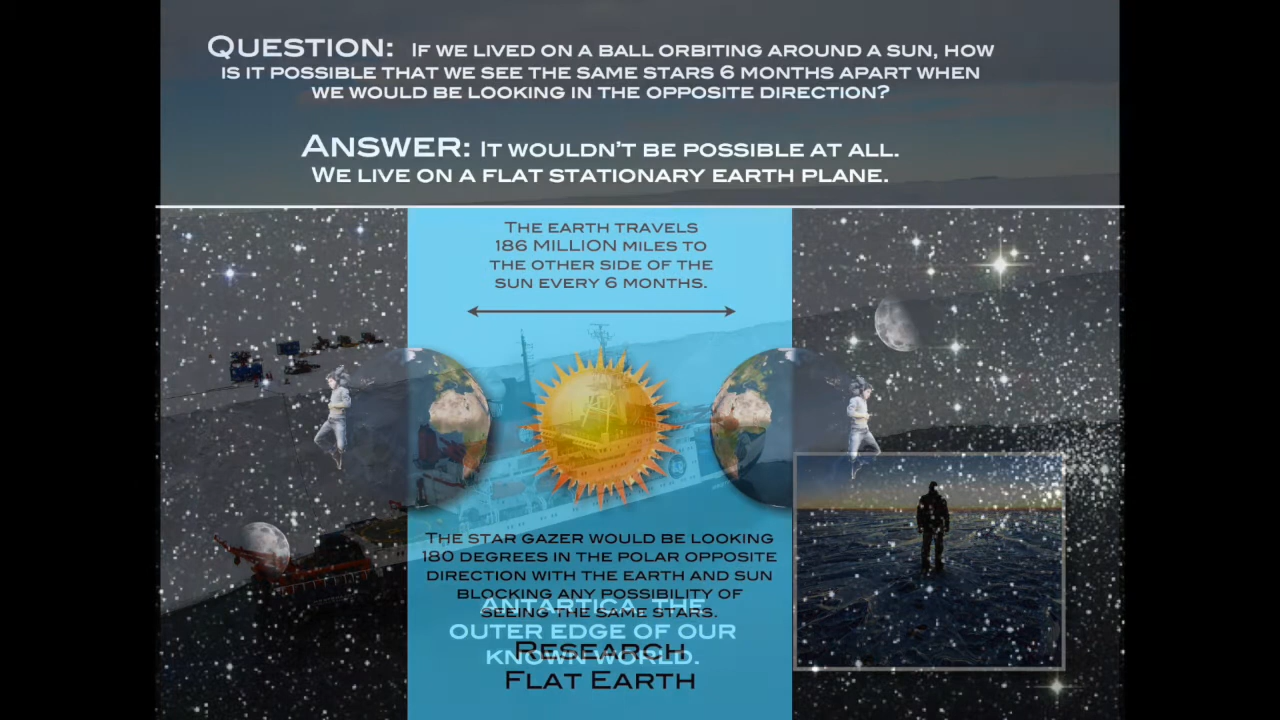 QUESTION: IF WE LIVED ON A BALL ORBITING AROUND A SUN, HOW
IS IT POSSIBLE THAT WE SEE THE SAME STARS 6 MONTHS APART WHEN
WE WOULD BE LOOKING IN THE OPPOSITE DIRECTION?
ANSWER: IT WOULDN'T BE POSSIBLE AT ALL.
WE LIVE ON A FLAT STATIONARY EARTH PLANE.
THE EARTH TRAVELS
186 MILLION MILES TO
THE OTHER SIDE OF THE
SUN EVERY 6 MONTHS.
THE STAR GAZER WOULD BE LOOKING
180 DEGREES IN THE POLAR OPPOSITE
DIRECTION WITH THE EARTH AND SUN
BLOCKING ANY POSSIBILITY OF
SEEING THE SAME STARS.
ANTARTICA, THE
OUTER EDGE OF OUR
KNOWN WORLD.
RESEARCH
FLAT EARTH